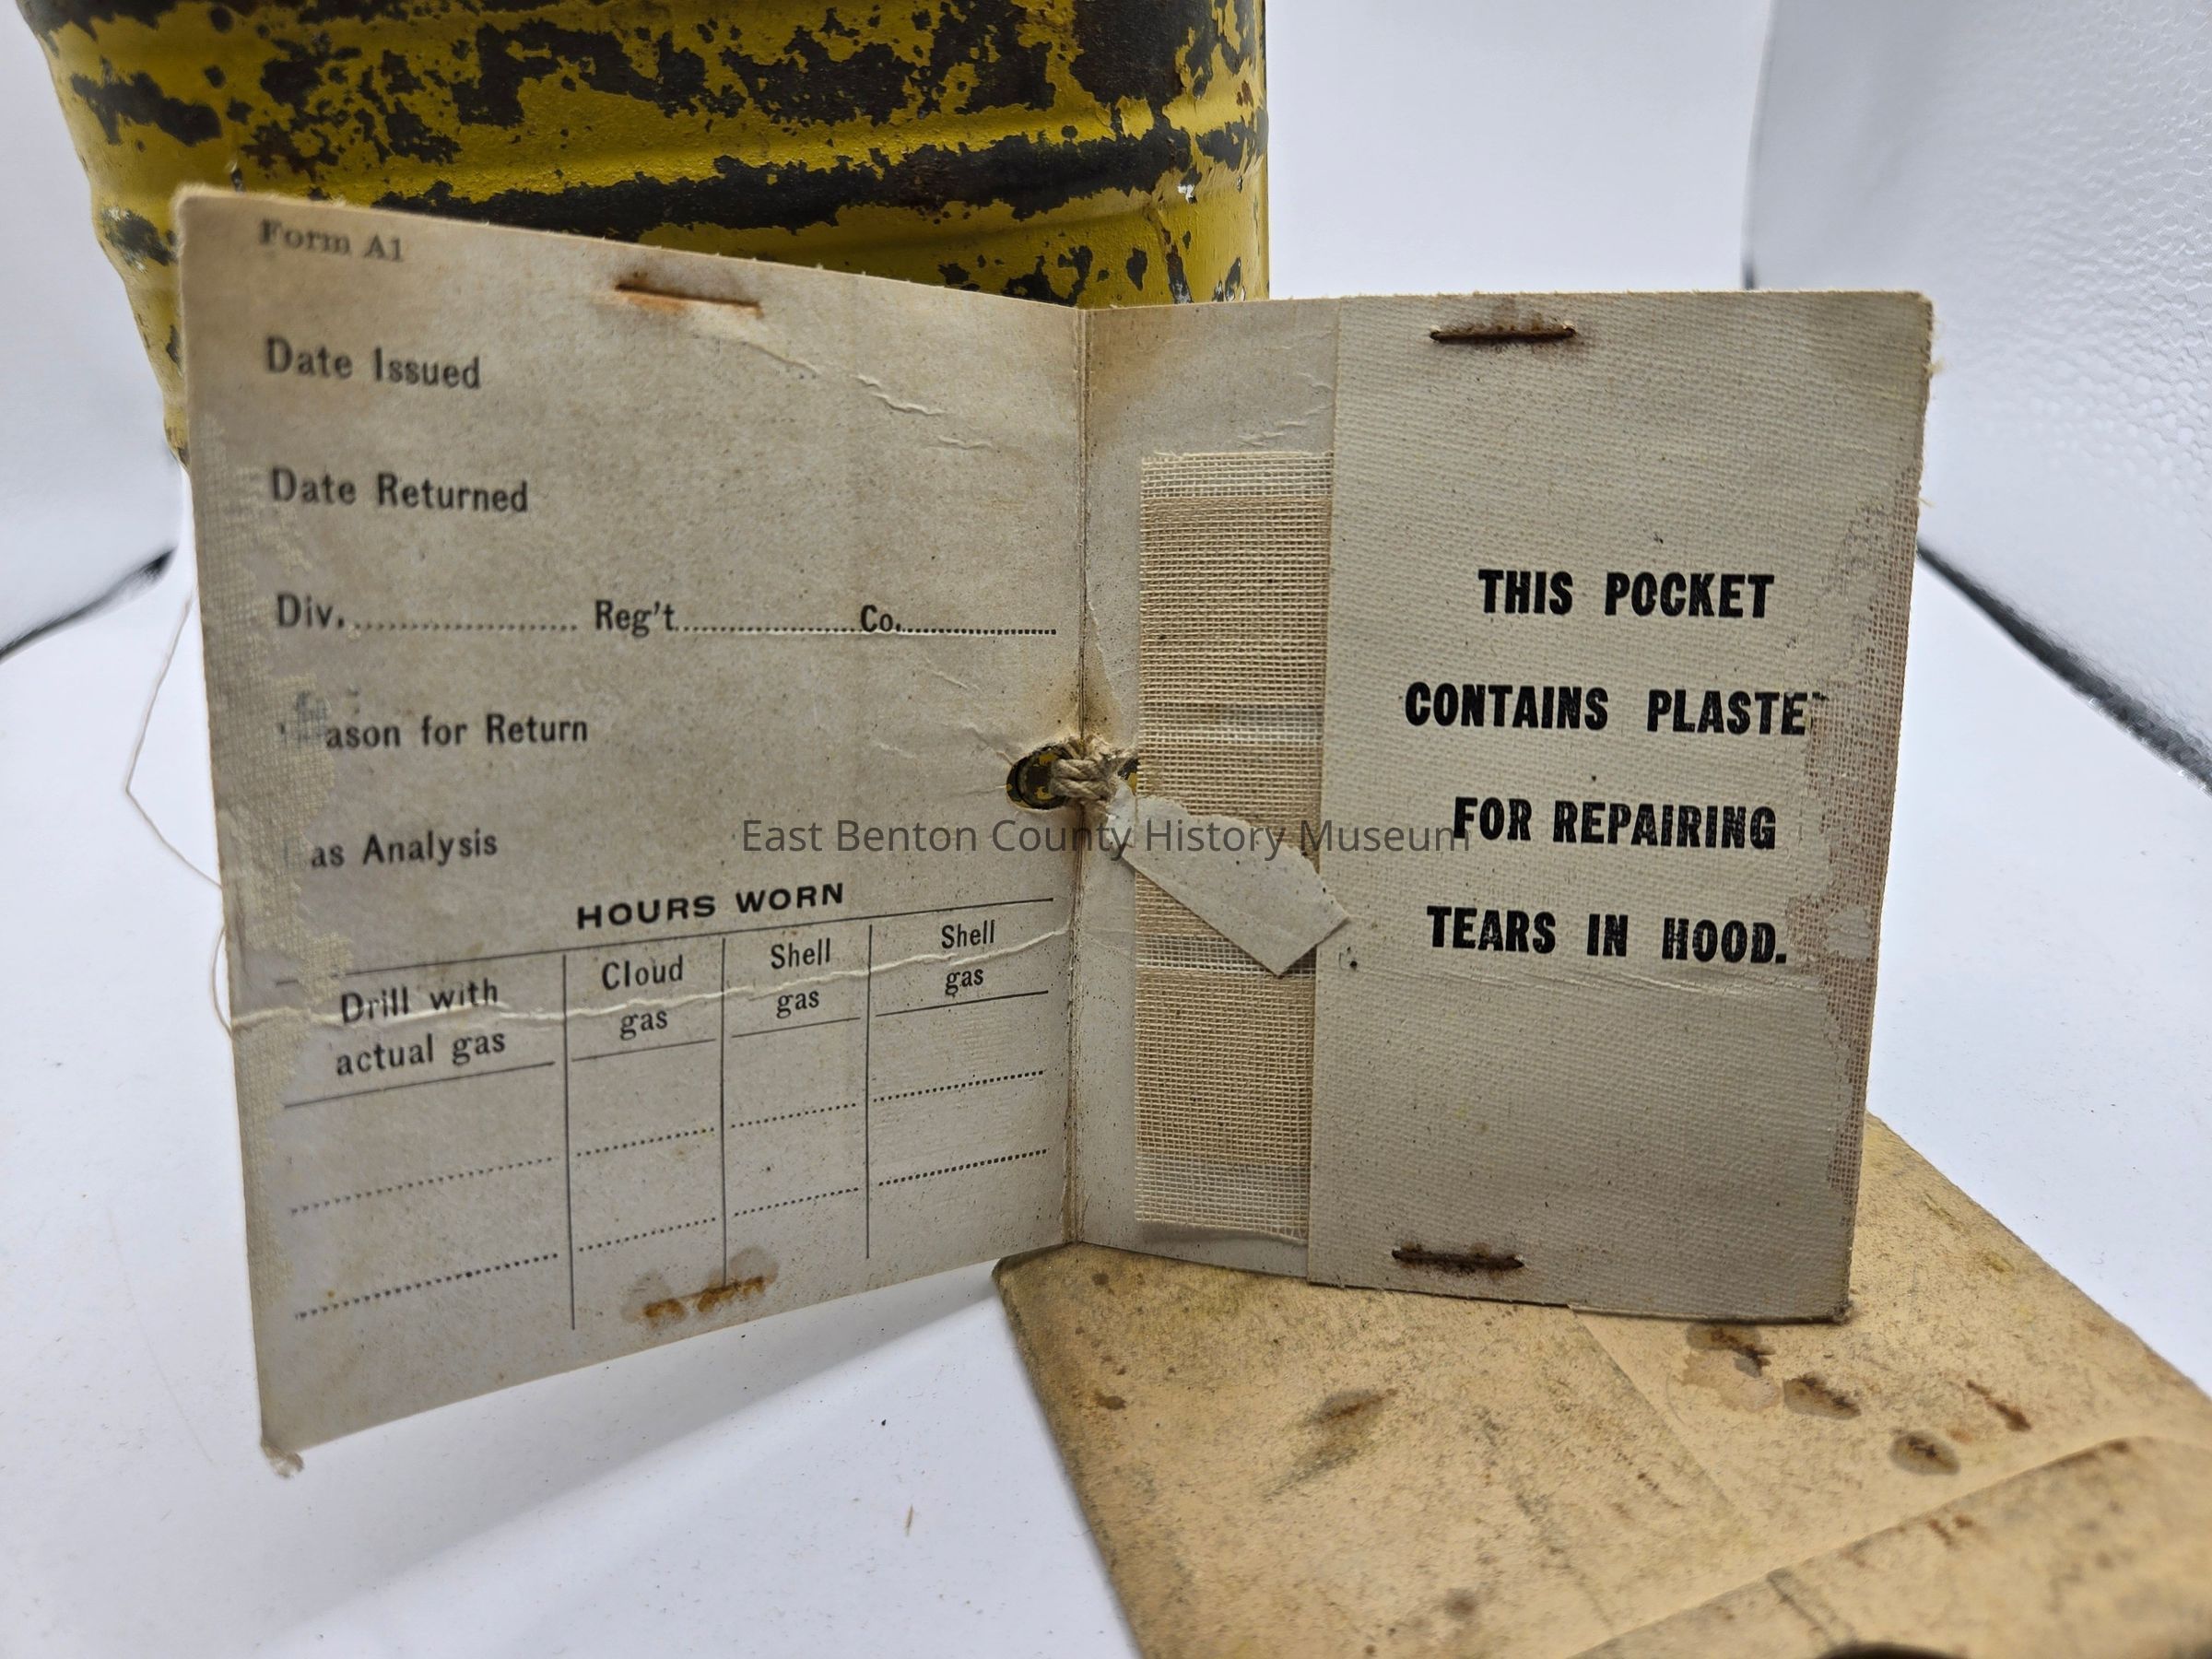 Form A1
Date Issued
Date Returned
Div. Reg't. Co.
ason for Return
as Analysis
HOURS WORN
Drill with actual gas
Cloud gas
Shell gas
Shell gas
THIS POCKET
CONTAINS PLASTE
FOR REPAIRING
TEARS IN HOOD.
East Benton County History Museum